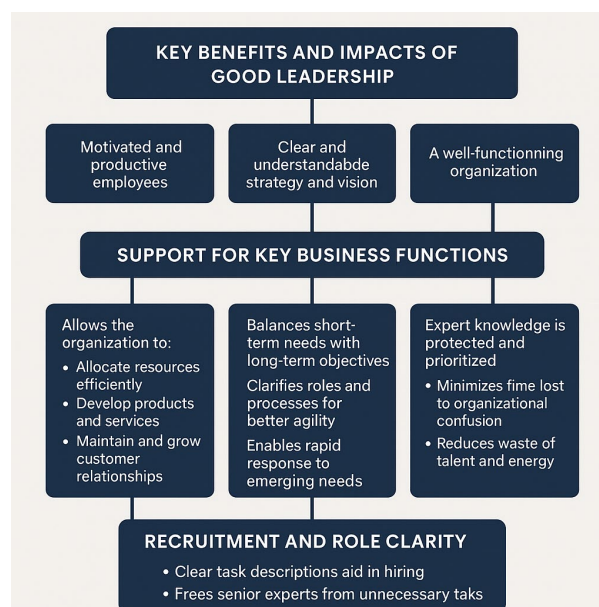 KEY BENEFITS AND IMPACTS OF
GOOD LEADERSHIP
Motivated and
productive
employees
Clear and
understandabde
strategy and vision
A well-functionning
organization
SUPPORT FOR KEY BUSINESS FUNCTIONS
Allows the
organization to:
• Allocate resources
efficiently
• Develop products
and services
• Maintain and grow
customer
relationships
Balances short-
term needs with
long-term objectives
Clarifies roles and
processes for
better agility
Enables rapid
response to
emerging needs
Expert knowledge is
protected and
prioritized
• Minimizes fime lost
to organizational
confusion
• Reduces waste of
talent and energy
RECRUITMENT AND ROLE CLARITY
• Clear task descriptions aid in hiring
• Frees senior experts from unnecessary taks